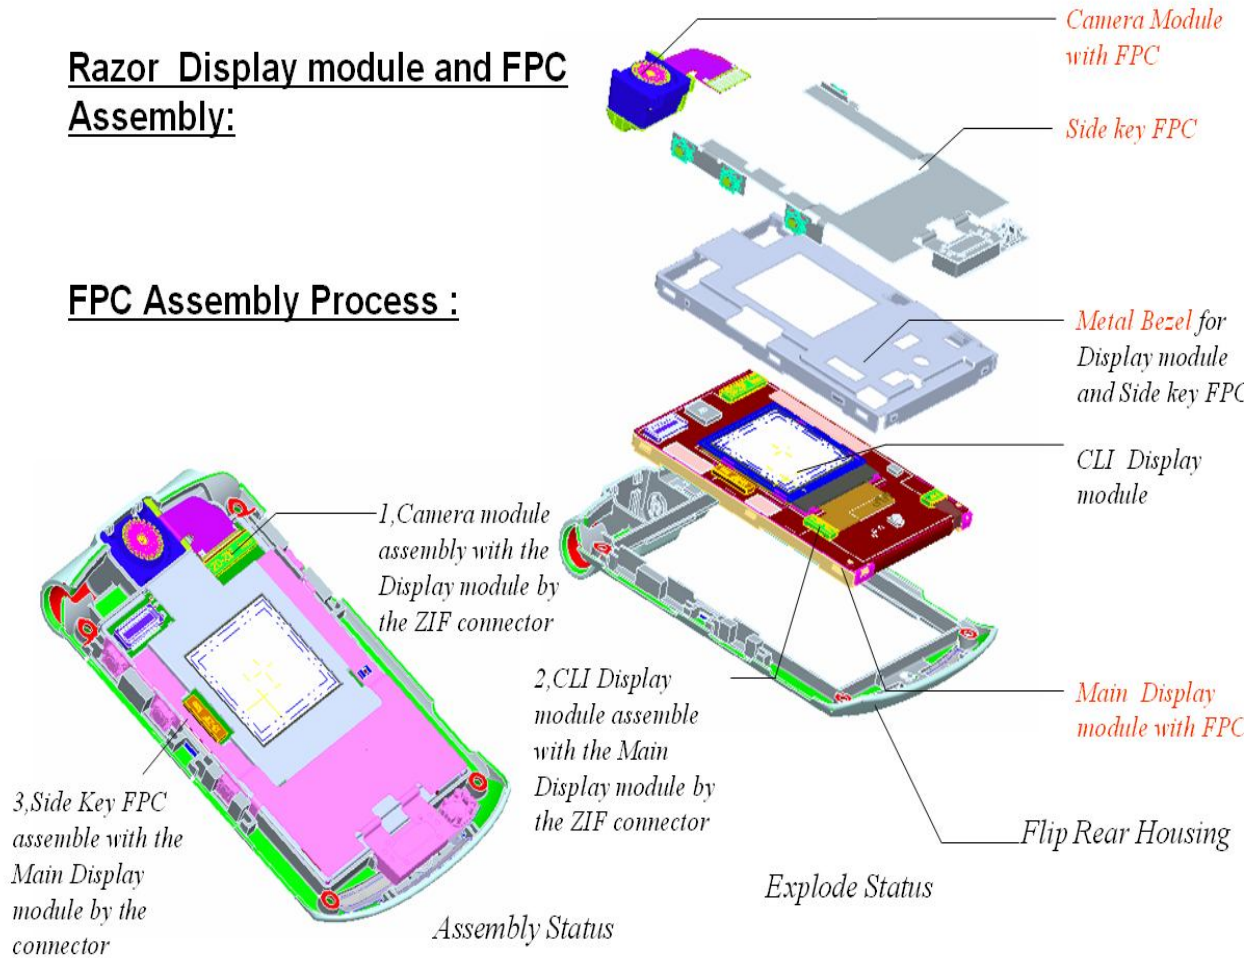 Razor Display module and FPC
Assembly:
FPC Assembly Process :
Camera Module
with FPC
Side key FPC
Metal Bezel for
Display module
and Side key FPC
CLI Display
module
Main Display
module with FPC
Flip Rear Housing
1,Camera module
assembly with the
Display module by
the ZIF connector
2,CLI Display
module assemble
with the Main
Display module by
the ZIF connector
3,Side Key FPC
assemble with the
Main Display
module by the
connector
Assembly Status
Explode Status